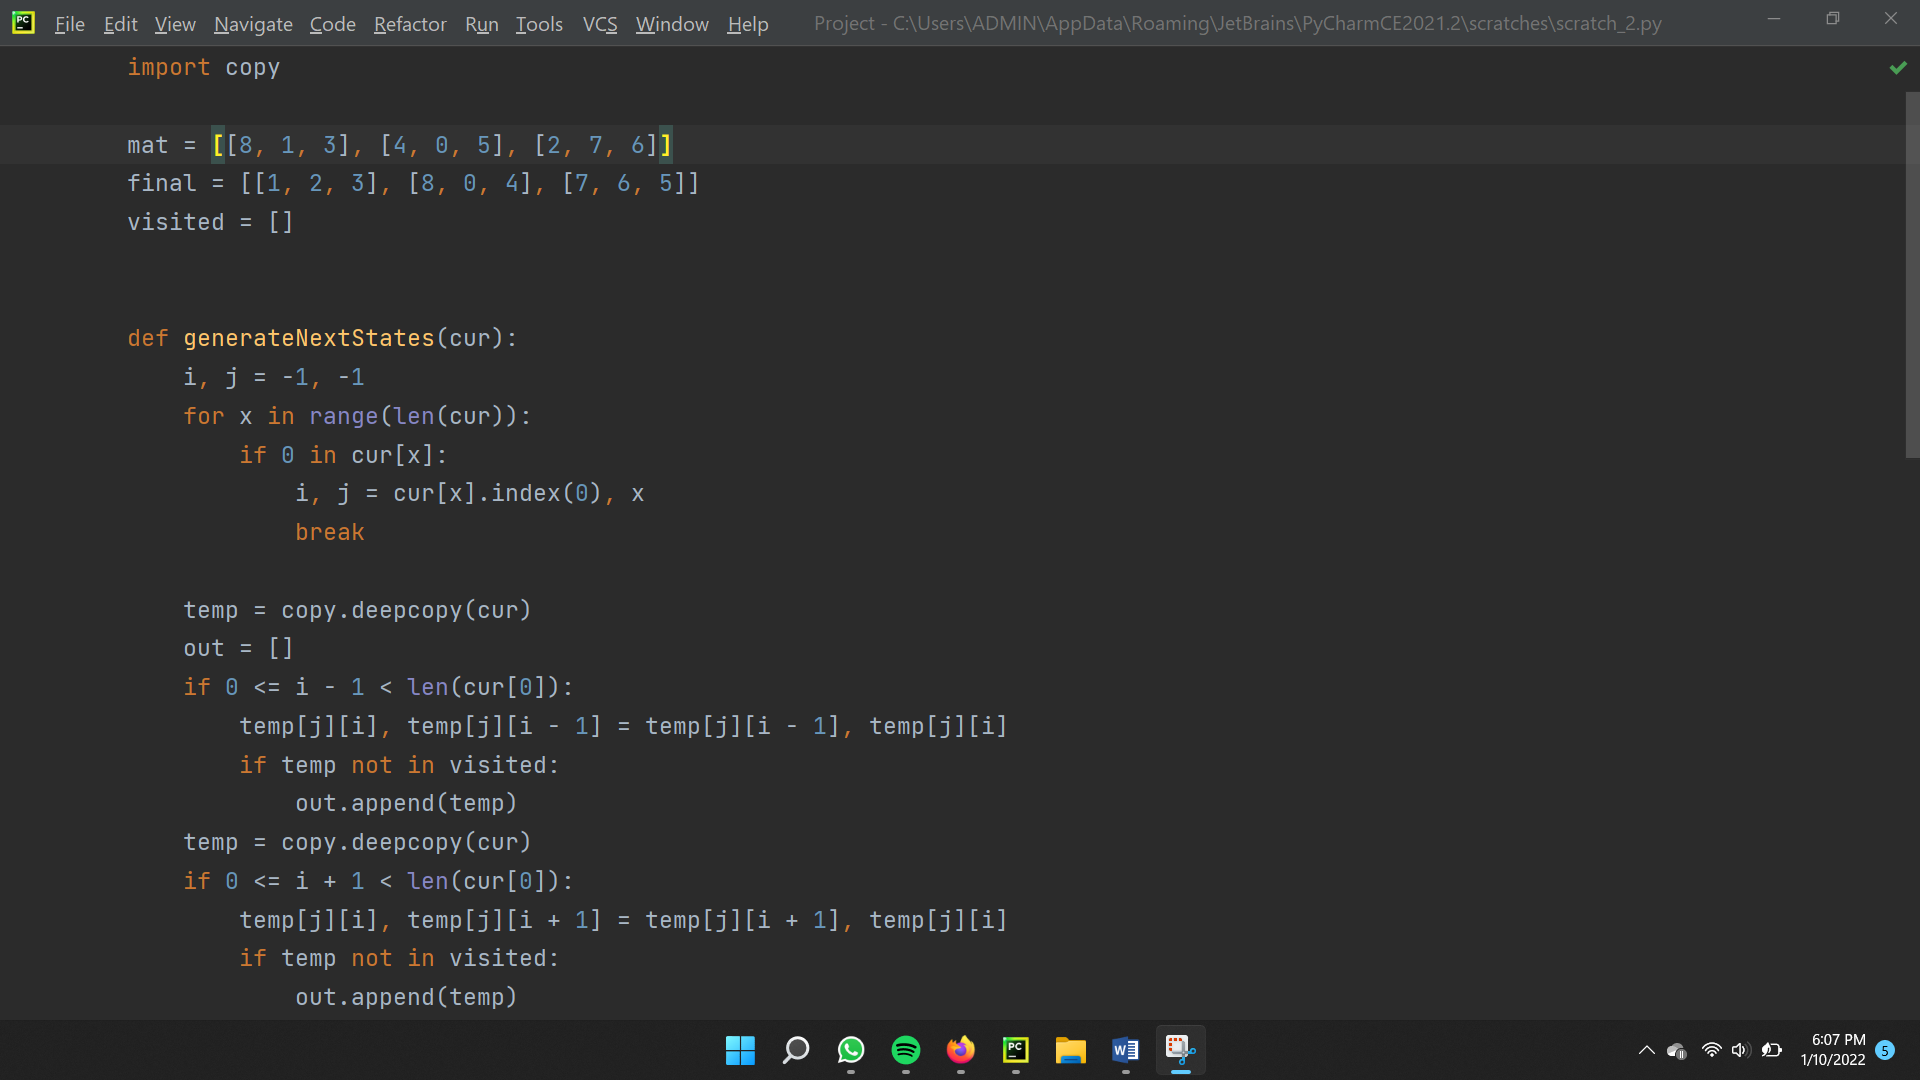 File Edit View Navigate Code Refactor Run Tools VCS Window Help Project - C:\Users\ADMIN\AppData\Roaming\JetBrains\PyCharmCE2021.2\scratches\scratch_2.py
import copy
mat = [[8, 1, 3], [4, 0, 5], [2, 7, 6]]
final = [[1, 2, 3], [8, 0, 4], [7, 6, 5]]
visited = []
def generateNextStates(cur):
    i, j = -1, -1
    for x in range(len(cur)):
        if 0 in cur[x]:
            i, j = cur[x].index(0), x
            break
    temp = copy.deepcopy(cur)
    out = []
    if 0 <= i - 1 < len(cur[0]):
        temp[j][i], temp[j][i - 1] = temp[j][i - 1], temp[j][i]
        if temp not in visited:
            out.append(temp)
    temp = copy.deepcopy(cur)
    if 0 <= i + 1 < len(cur[0]):
        temp[j][i], temp[j][i + 1] = temp[j][i + 1], temp[j][i]
        if temp not in visited:
            out.append(temp)
6:07 PM
1/10/2022
5